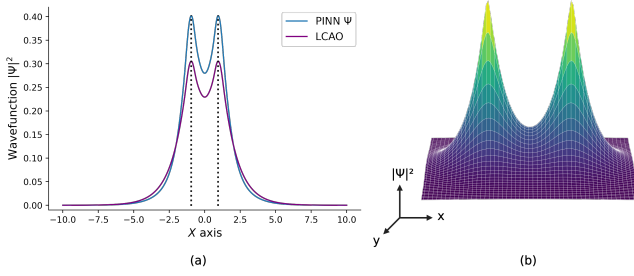 Wavefunction |Ψ|²
0.40
0.35
0.30
0.25
0.20
0.15
0.10
0.05
0.00
−10.0 −7.5 −5.0 −2.5 0.0 2.5 5.0 7.5 10.0
X axis
PINN Ψ
LCAO
(a)
|Ψ|²
x
y
(b)